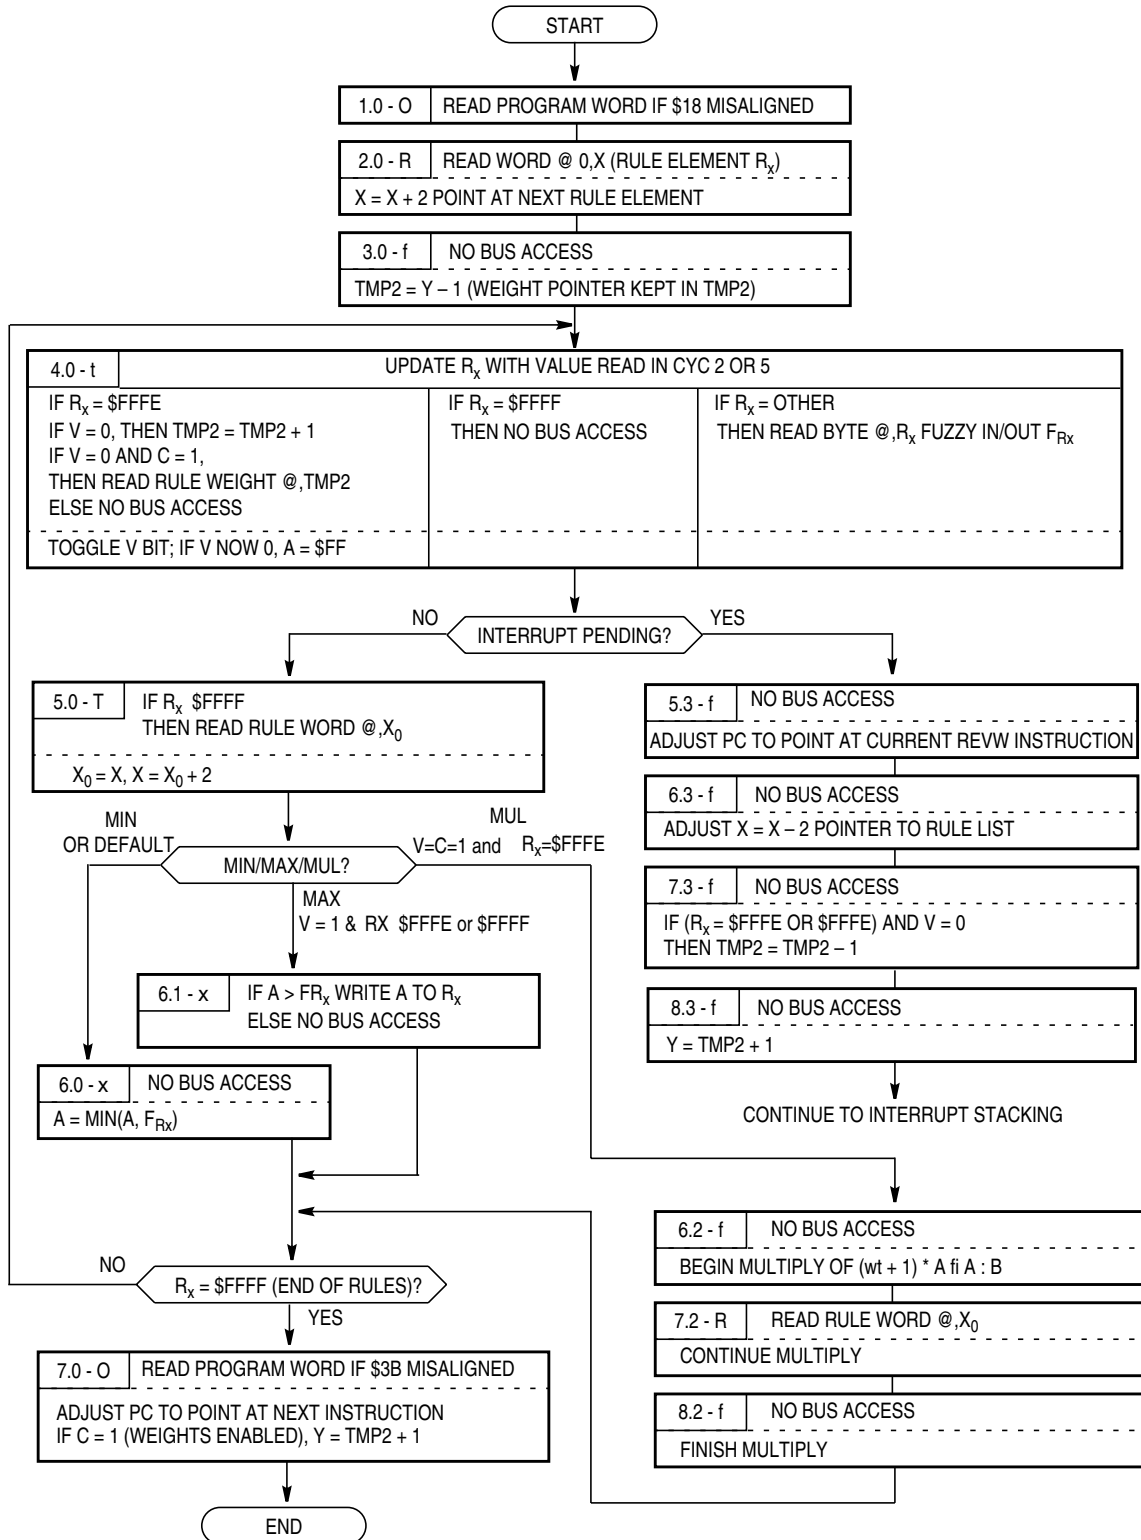 START
1.0 - O READ PROGRAM WORD IF $18 MISALIGNED
2.0 - R READ WORD @ 0,X (RULE ELEMENT Rx)
X = X + 2 POINT AT NEXT RULE ELEMENT
3.0 - f NO BUS ACCESS
TMP2 = Y – 1 (WEIGHT POINTER KEPT IN TMP2)
4.0 - t UPDATE Rx WITH VALUE READ IN CYC 2 OR 5
IF Rx = $FFFE
IF V = 0, THEN TMP2 = TMP2 + 1
IF V = 0 AND C = 1,
THEN READ RULE WEIGHT @,TMP2
ELSE NO BUS ACCESS
TOGGLE V BIT; IF V NOW 0, A = $FF
IF Rx = $FFFF
THEN NO BUS ACCESS
IF Rx = OTHER
THEN READ BYTE @,Rx FUZZY IN/OUT FRx
NO
INTERRUPT PENDING?
YES
5.0 - T IF Rx $FFFF
THEN READ RULE WORD @,X0
X0 = X, X = X0 + 2
MIN
OR DEFAULT
MIN/MAX/MUL?
MUL
V=C=1 and Rx=$FFFE
MAX
V = 1 & RX $FFFE or $FFFF
6.1 - x IF A > FRx WRITE A TO Rx
ELSE NO BUS ACCESS
6.0 - x NO BUS ACCESS
A = MIN(A, FRx)
5.3 - f NO BUS ACCESS
ADJUST PC TO POINT AT CURRENT REVW INSTRUCTION
6.3 - f NO BUS ACCESS
ADJUST X = X – 2 POINTER TO RULE LIST
7.3 - f NO BUS ACCESS
IF (Rx = $FFFE OR $FFFE) AND V = 0
THEN TMP2 = TMP2 – 1
8.3 - f NO BUS ACCESS
Y = TMP2 + 1
CONTINUE TO INTERRUPT STACKING
6.2 - f NO BUS ACCESS
BEGIN MULTIPLY OF (wt + 1) * A fi A : B
7.2 - R READ RULE WORD @,X0
CONTINUE MULTIPLY
8.2 - f NO BUS ACCESS
FINISH MULTIPLY
NO
Rx = $FFFF (END OF RULES)?
YES
7.0 - O READ PROGRAM WORD IF $3B MISALIGNED
ADJUST PC TO POINT AT NEXT INSTRUCTION
IF C = 1 (WEIGHTS ENABLED), Y = TMP2 + 1
END